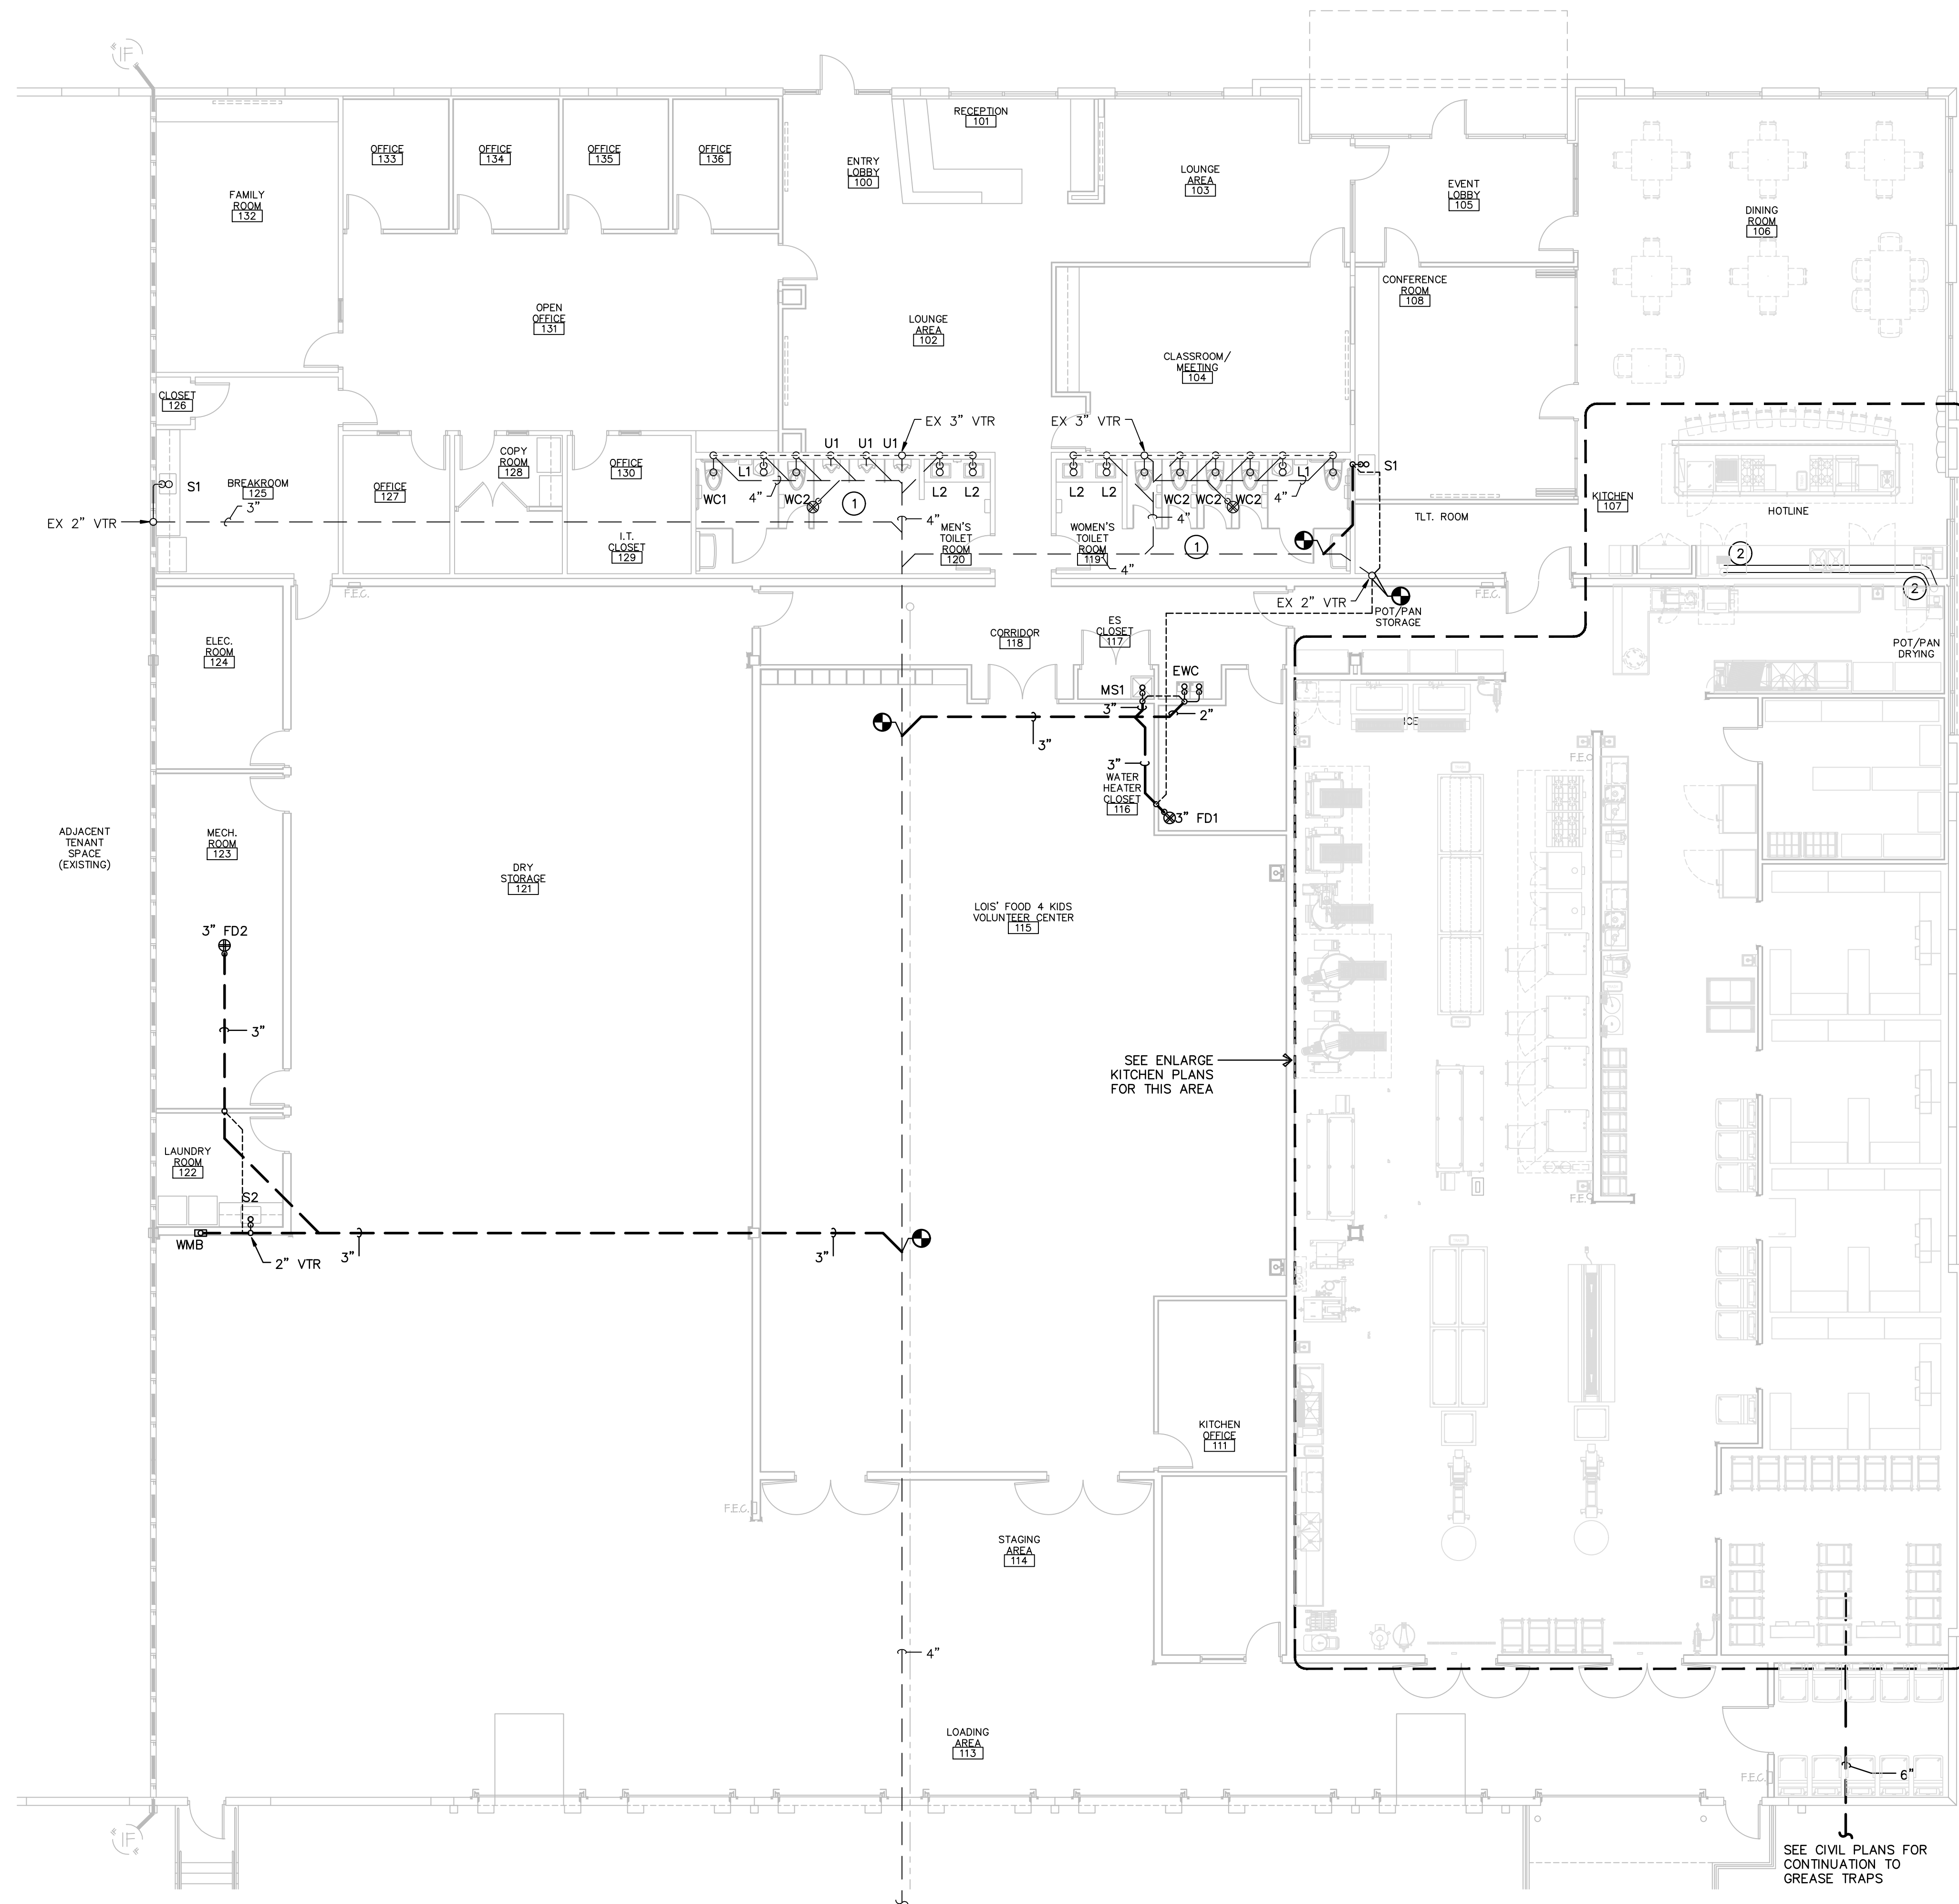 IF
RECEPTION
101
OFFICE
133
OFFICE
134
OFFICE
135
OFFICE
136
ENTRY
LOBBY
100
LOUNGE
AREA
103
EVENT
LOBBY
105
FAMILY
ROOM
132
DINING
ROOM
106
CONFERENCE
ROOM
108
OPEN
OFFICE
131
LOUNGE
AREA
102
CLASSROOM/
MEETING
104
CLOSET
126
EX 3" VTR
EX 3" VTR
U1
U1
U1
COPY
ROOM
128
OFFICE
130
L1
4"
WC1
WC2
1
L2
L2
L2
L2
WC2
WC2
WC2
L1
4"
S1
S1
BREAKROOM
125
3"
OFFICE
127
KITCHEN
107
HOTLINE
EX 2" VTR
4"
MEN'S
TOILET
ROOM
120
WOMEN'S
TOILET
ROOM
119
4"
4"
1
TLT. ROOM
I.T.
CLOSET
129
2
2
F.E.C.
EX 2" VTR
POT/PAN
STORAGE
F.E.C.
ELEC.
ROOM
124
CORRIDOR
118
ES
CLOSET
117
POT/PAN
DRYING
EWC
MS1
3"
2"
3"
ICE
F.E.C.
3"
WATER
HEATER
CLOSET
116
3" FD1
ADJACENT
TENANT
SPACE
(EXISTING)
MECH.
ROOM
123
DRY
STORAGE
121
LOIS' FOOD 4 KIDS
VOLUNTEER CENTER
115
3" FD2
3"
SEE ENLARGE
KITCHEN PLANS
FOR THIS AREA
LAUNDRY
ROOM
122
S2
F.E.C.
WMB
2" VTR
3"
3"
KITCHEN
OFFICE
111
F.E.C.
STAGING
AREA
114
4"
LOADING
AREA
113
F.E.C.
6"
IF
SEE CIVIL PLANS FOR
CONTINUATION TO
GREASE TRAPS